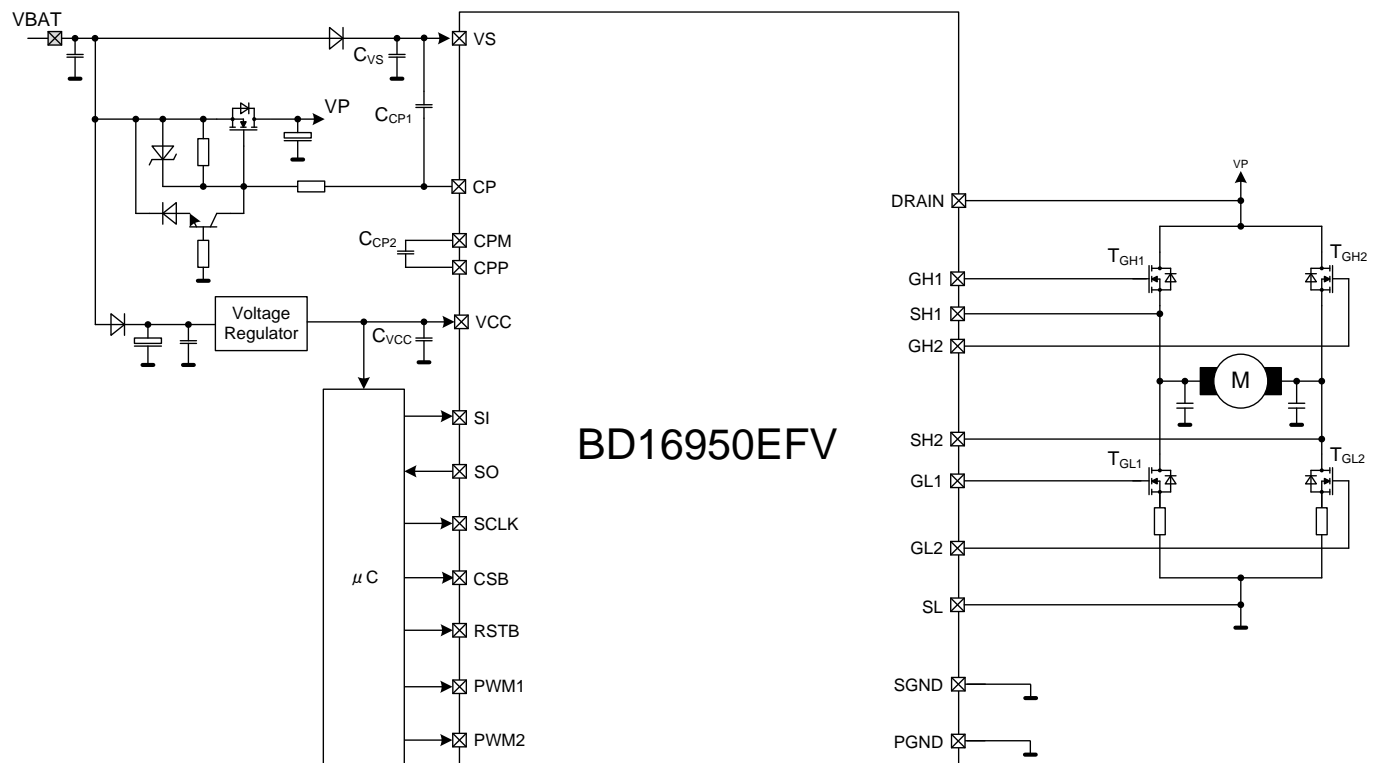 VBAT
VS
CVS
CCP1
VP
CP
CCP2
CPM
CPP
Voltage
Regulator
CVCC
VCC
μC
SI
SO
SCLK
CSB
RSTB
PWM1
PWM2
BD16950EFV
VP
DRAIN
TGH1
TGH2
GH1
SH1
GH2
M
SH2
TGL1
TGL2
GL1
GL2
SL
SGND
PGND